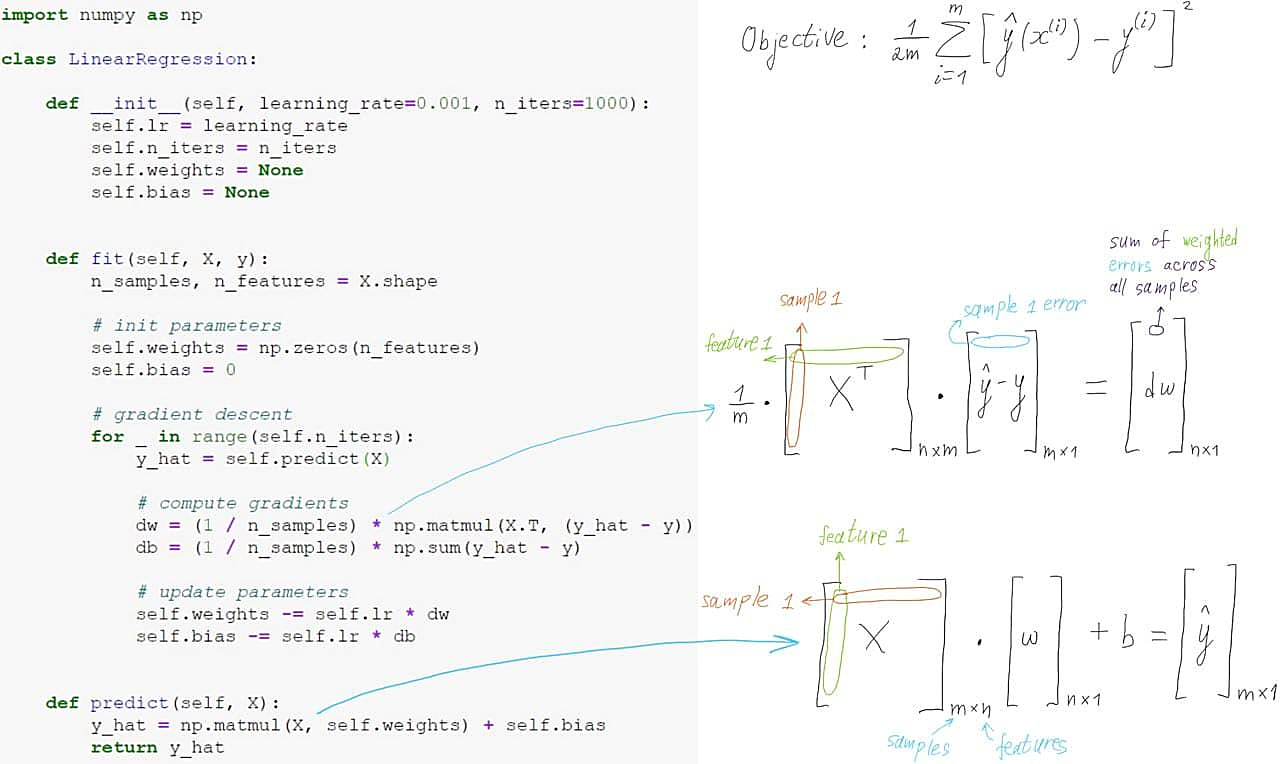 import numpy as np
class LinearRegression:
def __init__(self, learning_rate=0.001, n_iters=1000):
self.lr = learning_rate
self.n_iters = n_iters
self.weights = None
self.bias = None
def fit(self, X, y):
n_samples, n_features = X.shape
# init parameters
self.weights = np.zeros(n_features)
self.bias = 0
# gradient descent
for _ in range(self.n_iters):
y_hat = self.predict(X)
# compute gradients
dw = (1 / n_samples) * np.matmul(X.T, (y_hat - y))
db = (1 / n_samples) * np.sum(y_hat - y)
# update parameters
self.weights -= self.lr * dw
self.bias -= self.lr * db
def predict(self, X):
y_hat = np.matmul(X, self.weights) + self.bias
return y_hat
Objective : 1/2m m∑i=1 [ŷ(x⁽ⁱ⁾) - y⁽ⁱ⁾]²
sum of weighted
errors across
all samples
sample 1
sample 1 error
feature 1
1/m · [Xᵀ] n×m · [ŷ-y] m×1 = [dw] n×1
feature 1
sample 1
[X] m×n · [w] n×1 + b = [ŷ] m×1
samples features